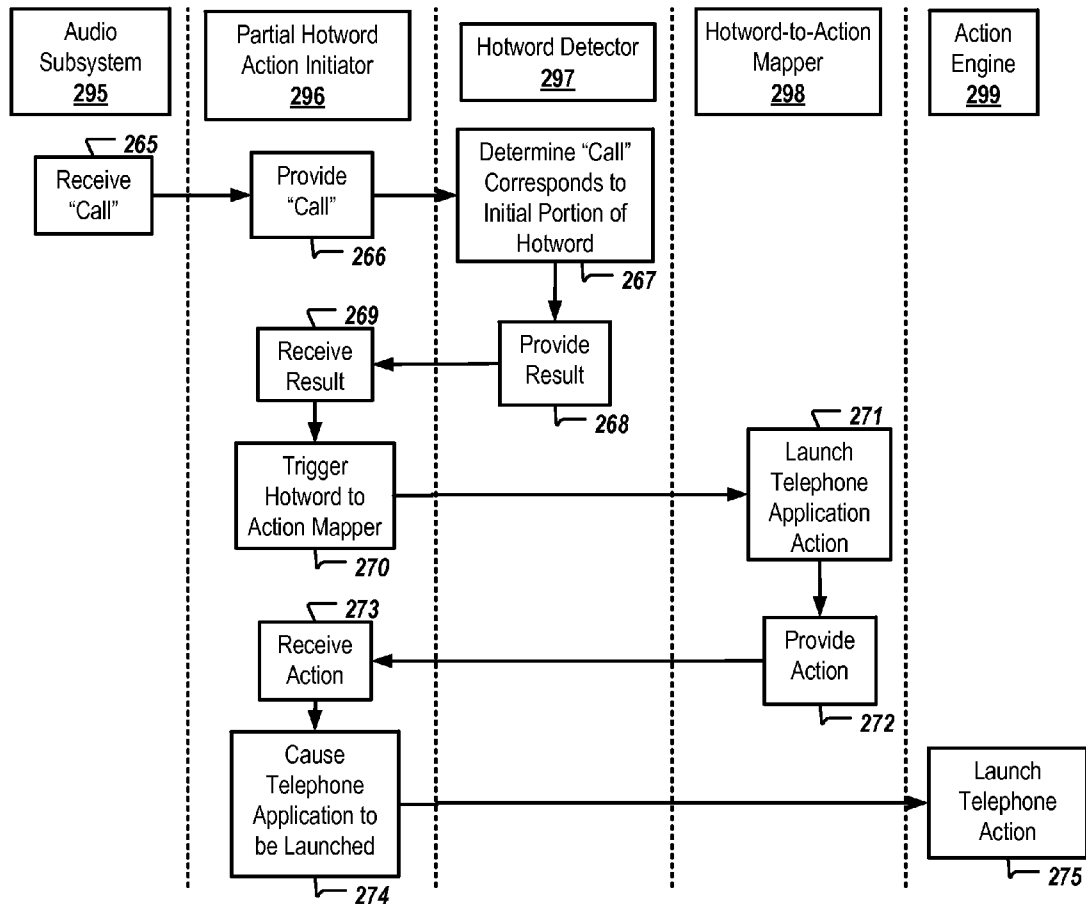 Audio
Subsystem
295
Partial Hotword
Action Initiator
296
Hotword Detector
297
Hotword-to-Action
Mapper
298
Action
Engine
299
265
Receive
“Call”
Provide
“Call”
266
Determine “Call”
Corresponds to
Initial Portion of
Hotword
267
269
Receive
Result
Provide
Result
268
Trigger
Hotword to
Action Mapper
270
271
Launch
Telephone
Application
Action
273
Receive
Action
Provide
Action
272
Cause
Telephone
Application to
be Launched
274
Launch
Telephone
Action
275